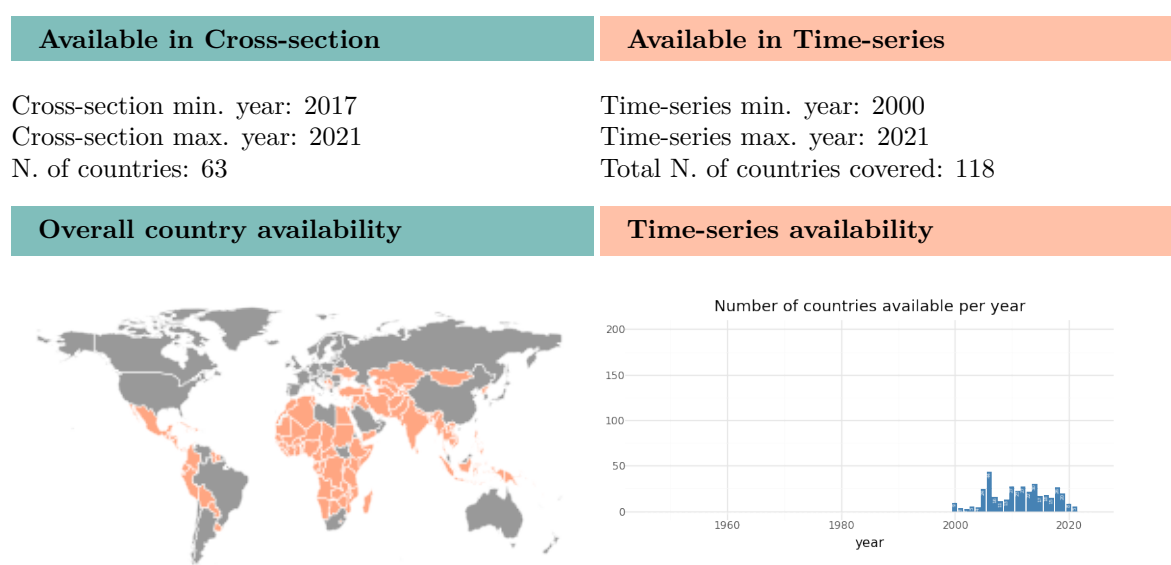 Available in Cross-section
Available in Time-series
Cross-section min. year: 2017
Cross-section max. year: 2021
N. of countries: 63
Time-series min. year: 2000
Time-series max. year: 2021
Total N. of countries covered: 118
Overall country availability
Time-series availability
Number of countries available per year
200
150
100
50
0
1960
1980
2000
2020
year